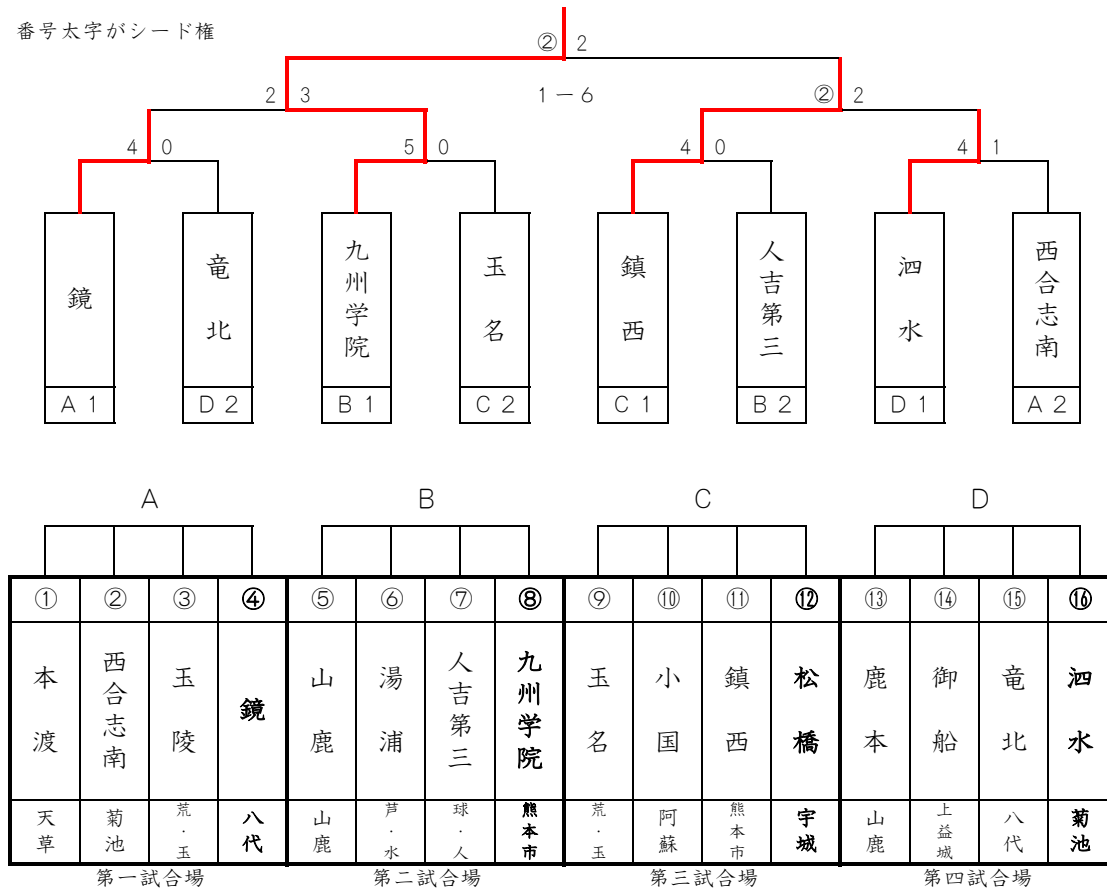 番号太字がシード権
② 2
2 3 1－6 ② 2
4 0 5 0 4 0 4 1
鏡 竜北 九州学院 玉名 鎮西 人吉第三 泗水 西合志南
A1 D2 B1 C2 C1 B2 D1 A2
A B C D
① ② ③ ④ ⑤ ⑥ ⑦ ⑧ ⑨ ⑩ ⑪ ⑫ ⑬ ⑭ ⑮ ⑯
本渡 西合志南 玉陵 鏡 山鹿 湯浦 人吉第三 九州学院 玉名 小国 鎮西 松橋 鹿本 御船 竜北 泗水
天草 菊池 荒・玉 八代 山鹿 芦・水 球・人 熊本市 荒・玉 阿蘇 熊本市 宇城 山鹿 上益城 八代 菊池
第一試合場 第二試合場 第三試合場 第四試合場